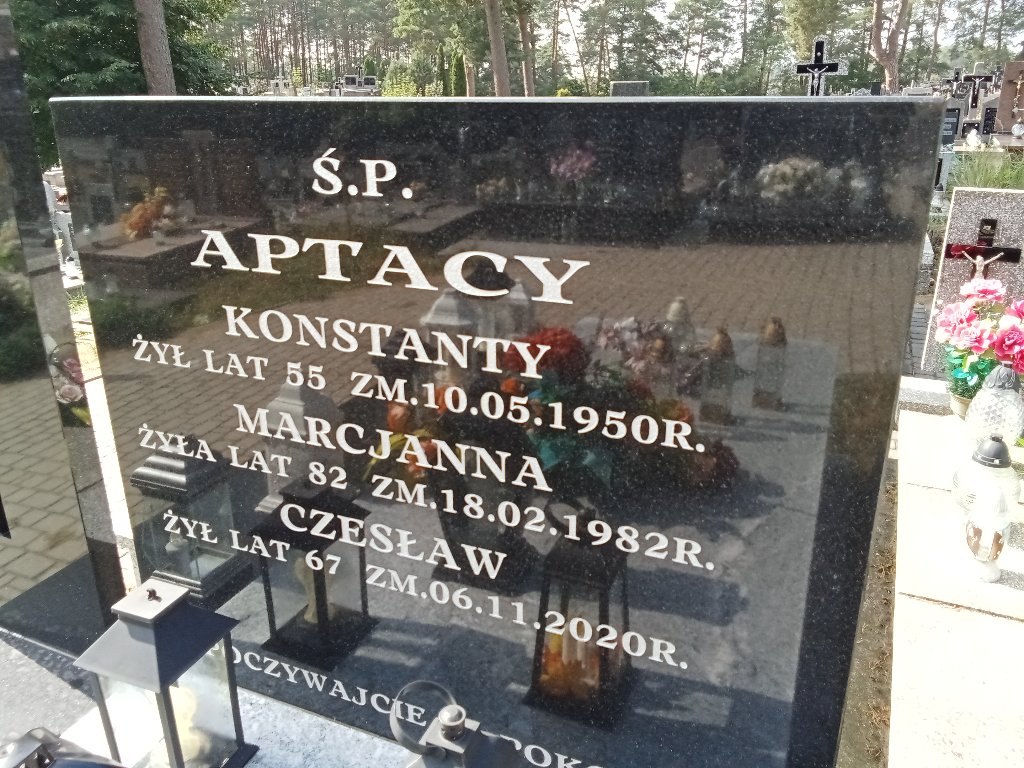 Ś.P.
APTACY
KONSTANTY
ŻYŁ LAT 55 ZM.10.05.1950R.
MARCJANNA
ŻYŁA LAT 82 ZM.18.02.1982R.
CZESŁAW
ŻYŁ LAT 67 ZM.06.11.2020R.
POCZYWAJCIE